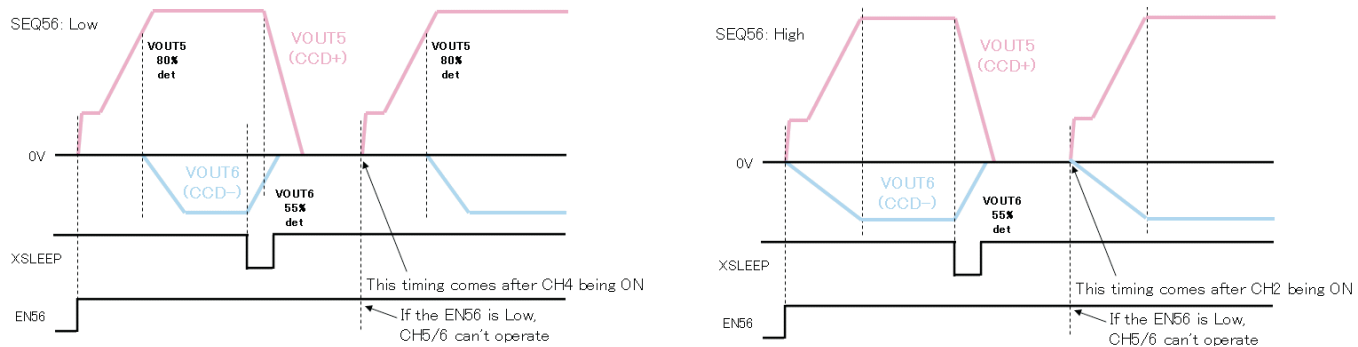 SEQ56: Low
VOUT5
80%
det
VOUT5
(CCD+)
VOUT5
80%
det
0V
VOUT6
(CCD-)
VOUT6
55%
det
XSLEEP
This timing comes after CH4 being ON
EN56
If the EN56 is Low,
CH5/6 can't operate
SEQ56: High
VOUT5
(CCD+)
0V
VOUT6
(CCD-)
VOUT6
55%
det
XSLEEP
This timing comes after CH2 being ON
EN56
If the EN56 is Low,
CH5/6 can't operate